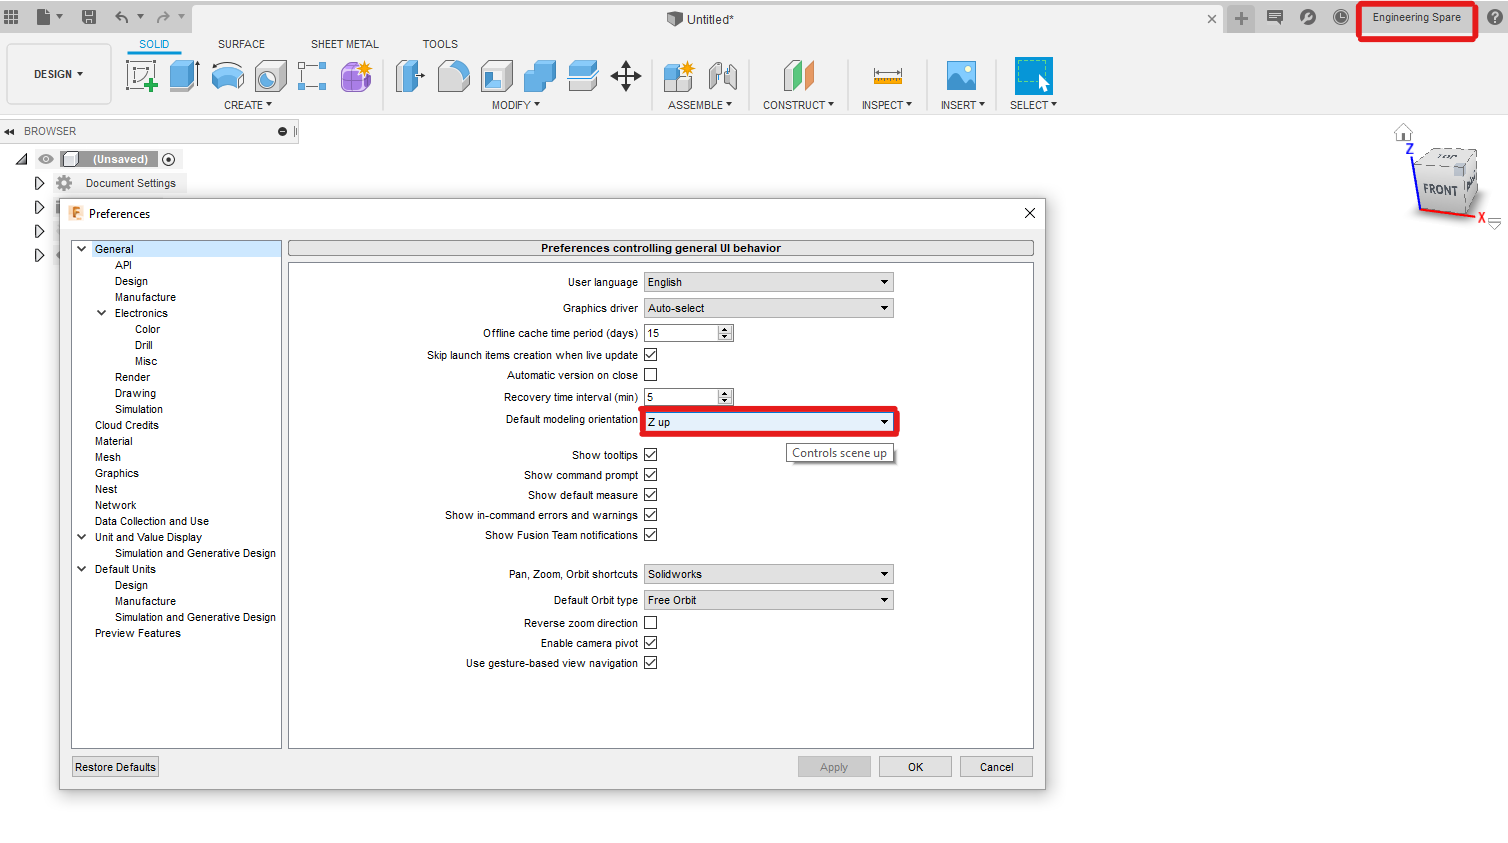 Untitled*
Engineering Spare
SOLID
SURFACE
SHEET METAL
TOOLS
DESIGN
CREATE
MODIFY
ASSEMBLE
CONSTRUCT
INSPECT
INSERT
SELECT
BROWSER
(Unsaved)
Document Settings
Z
TOP
FRONT
X
Preferences
General
API
Design
Manufacture
Electronics
Color
Drill
Misc
Render
Drawing
Simulation
Cloud Credits
Material
Mesh
Graphics
Nest
Network
Data Collection and Use
Unit and Value Display
Simulation and Generative Design
Default Units
Design
Manufacture
Simulation and Generative Design
Preview Features
Preferences controlling general UI behavior
User language English
Graphics driver Auto-select
Offline cache time period (days) 15
Skip launch items creation when live update
Automatic version on close
Recovery time interval (min) 5
Default modeling orientation Z up
Controls scene up
Show tooltips
Show command prompt
Show default measure
Show in-command errors and warnings
Show Fusion Team notifications
Pan, Zoom, Orbit shortcuts Solidworks
Default Orbit type Free Orbit
Reverse zoom direction
Enable camera pivot
Use gesture-based view navigation
Restore Defaults
Apply
OK
Cancel